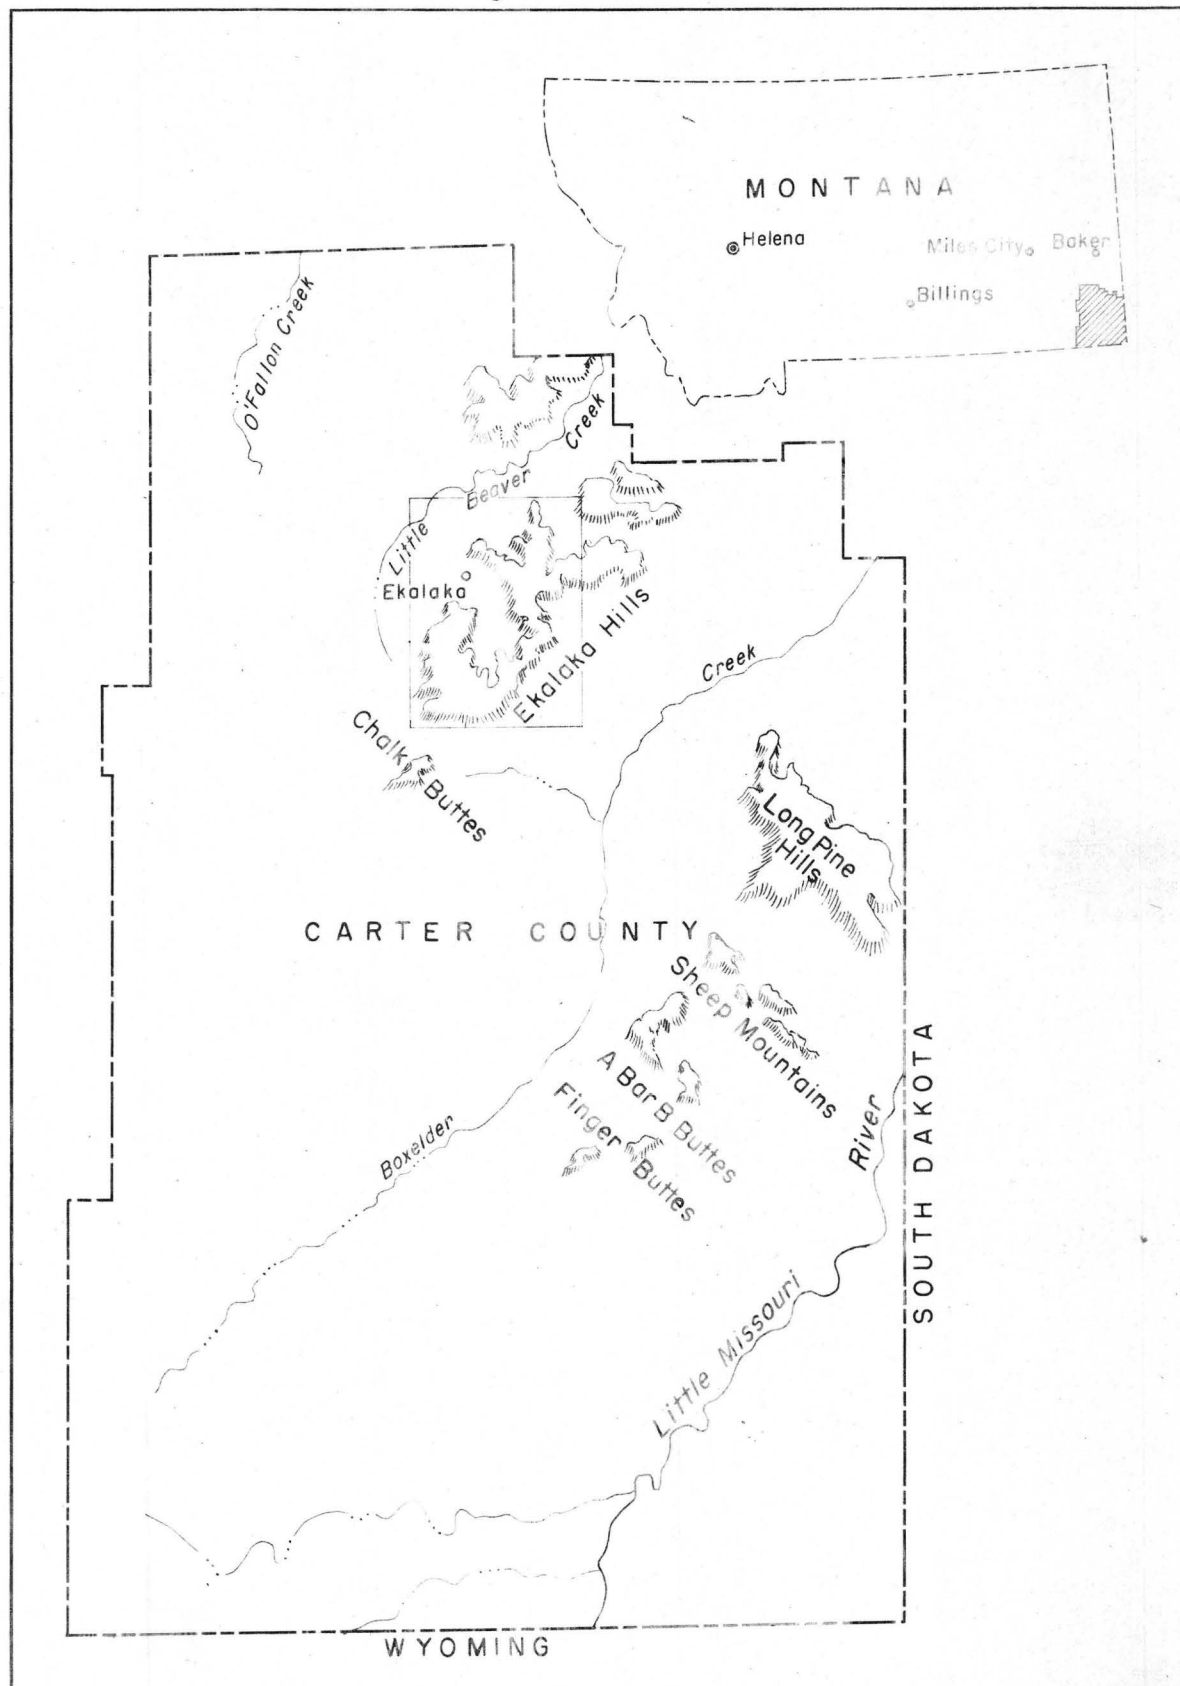 MONTANA
Helena
Miles City
Baker
Billings
O'Fallon Creek
Little Beaver Creek
Ekalaka
Ekalaka Hills
Creek
Chalk Buttes
Long Pine
Hills
CARTER COUNTY
Sheep Mountains
A Bar B Buttes
Finger Buttes
Boxelder
Little Missouri River
SOUTH DAKOTA
WYOMING